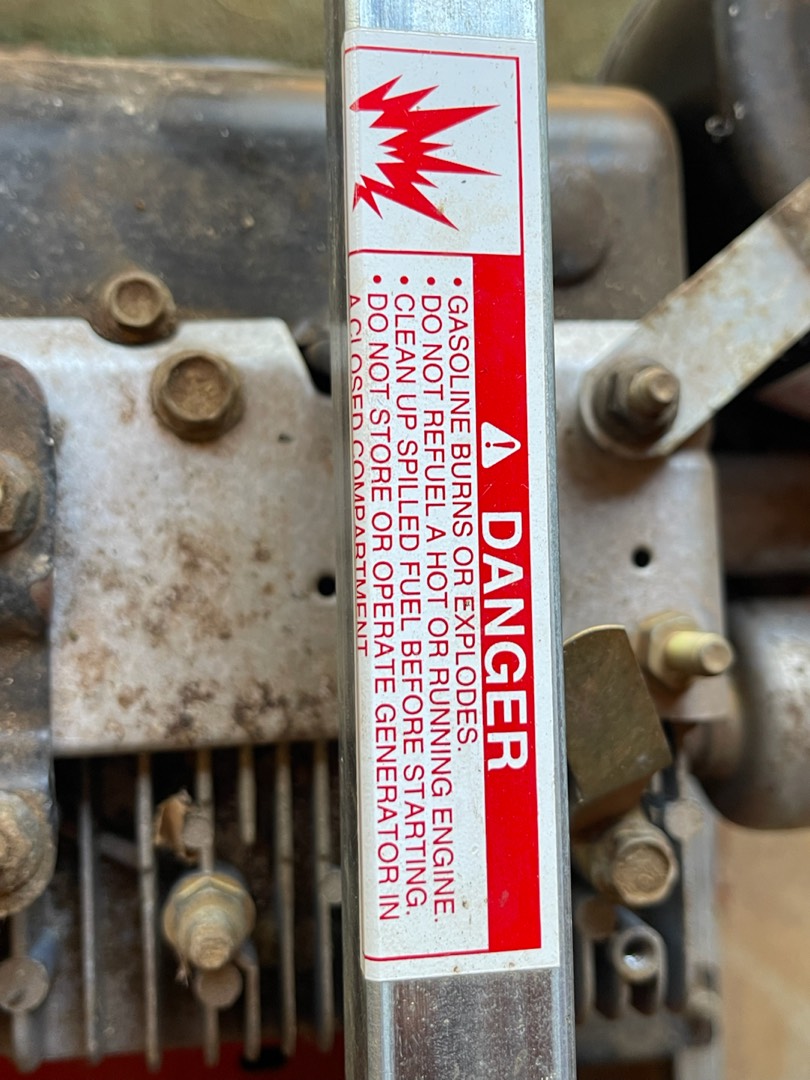 DANGER
• GASOLINE BURNS OR EXPLODES.
• DO NOT REFUEL A HOT OR RUNNING ENGINE.
• CLEAN UP SPILLED FUEL BEFORE STARTING.
• DO NOT STORE OR OPERATE GENERATOR IN
A CLOSED COMPARTMENT